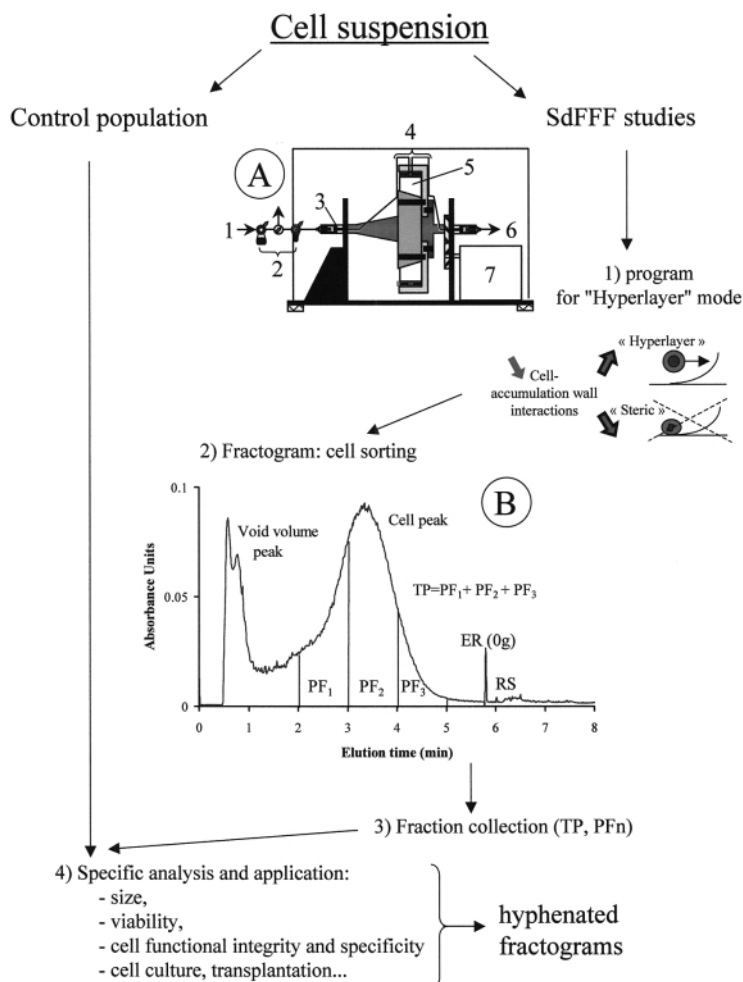 Cell suspension
Control population
SdFFF studies
A
4
5
1
2
3
6
7
1) program
for "Hyperlayer" mode
« Hyperlayer »
Cell-
accumulation wall
interactions
« Steric »
2) Fractogram: cell sorting
B
0.1
0.05
0
Absorbance Units
Void volume
peak
Cell peak
TP=PF1+ PF2 + PF3
ER (0g)
RS
PF1
PF2
PF3
0 1 2 3 4 5 6 7 8
Elution time (min)
3) Fraction collection (TP, PFn)
4) Specific analysis and application:
- size,
- viability,
- cell functional integrity and specificity
- cell culture, transplantation...
hyphenated
fractograms